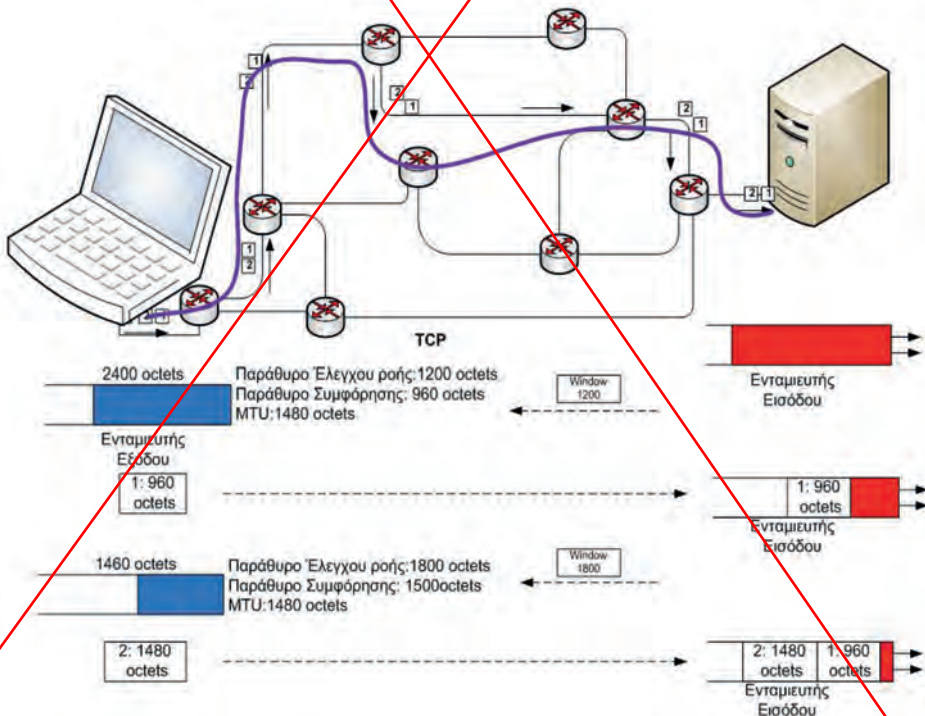 1
2
2
1
2
1
1
2
2 1
2 1
TCP
2400 octets
Παράθυρο Έλεγχου ροής:1200 octets
Παράθυρο Συμφόρησης: 960 octets
MTU:1480 octets
Window
1200
Ενταμιευτής
Εισόδου
Ενταμιευτής
Εξόδου
1: 960
octets
1: 960
octets
Ενταμιευτής
Εισόδου
1460 octets
Παράθυρο Έλεγχου ροής:1800 octets
Παράθυρο Συμφόρησης: 1500octets
MTU:1480 octets
Window
1800
2: 1480
octets
2: 1480
octets
1: 960
octets
Ενταμιευτής
Εισόδου